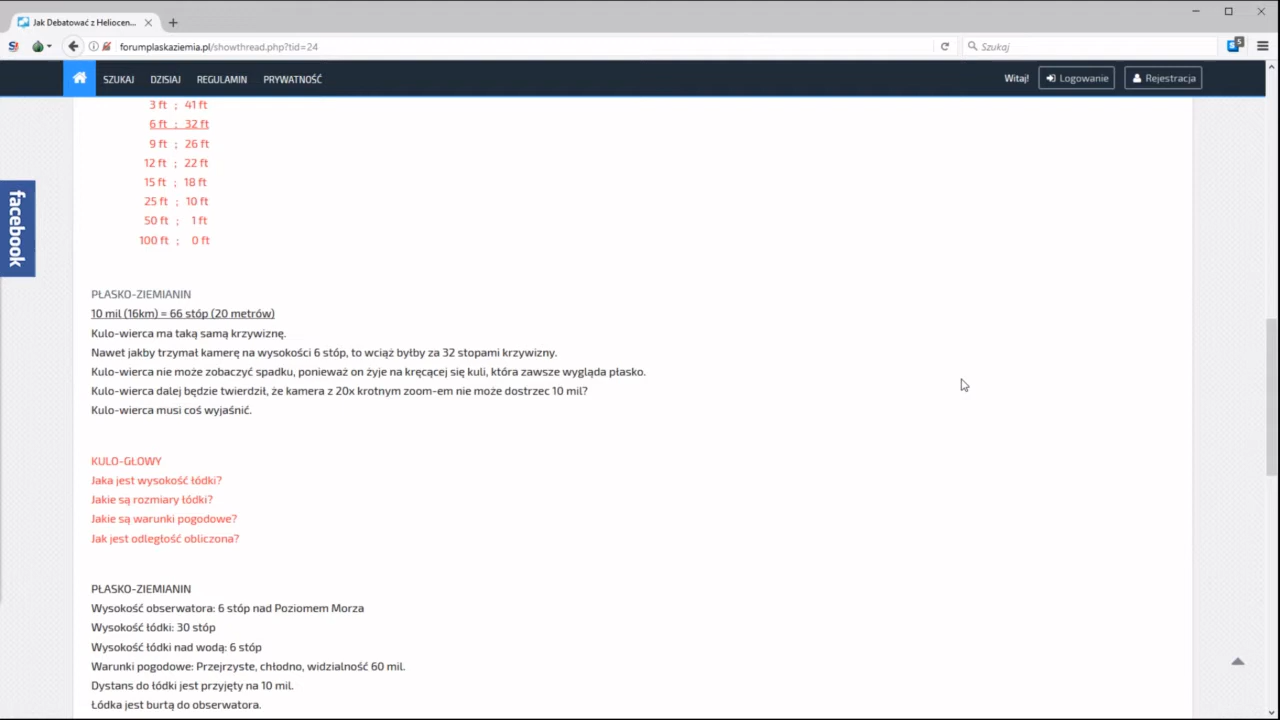 Jak Debatować z Heliocen...
forumplaskaziemia.pl/showthread.php?tid=24
Szukaj
5
SZUKAJ DZISIAJ REGULAMIN PRYWATNOŚĆ
Witaj! Logowanie Rejestracja
facebook
3 ft ; 41 ft
6 ft ; 32 ft
9 ft ; 26 ft
12 ft ; 22 ft
15 ft ; 18 ft
25 ft ; 10 ft
50 ft ; 1 ft
100 ft ; 0 ft
PŁASKO-ZIEMIANIN
10 mil (16km) = 66 stóp (20 metrów)
Kulo-wierca ma taką samą krzywiznę.
Nawet jakby trzymał kamerę na wysokości 6 stóp, to wciąż byłby za 32 stopami krzywizny.
Kulo-wierca nie może zobaczyć spadku, ponieważ on żyje na kręcącej się kuli, która zawsze wygląda płasko.
Kulo-wierca dalej będzie twierdził, że kamera z 20x krotnym zoom-em nie może dostrzec 10 mil?
Kulo-wierca musi coś wyjaśnić.
KULO-GŁOWY
Jaka jest wysokość łódki?
Jakie są rozmiary łódki?
Jakie są warunki pogodowe?
Jak jest odległość obliczona?
PŁASKO-ZIEMIANIN
Wysokość obserwatora: 6 stóp nad Poziomem Morza
Wysokość łódki: 30 stóp
Wysokość łódki nad wodą: 6 stóp
Warunki pogodowe: Przejrzyste, chłodno, widzialność 60 mil.
Dystans do łódki jest przyjęty na 10 mil.
Łódka jest burtą do obserwatora.